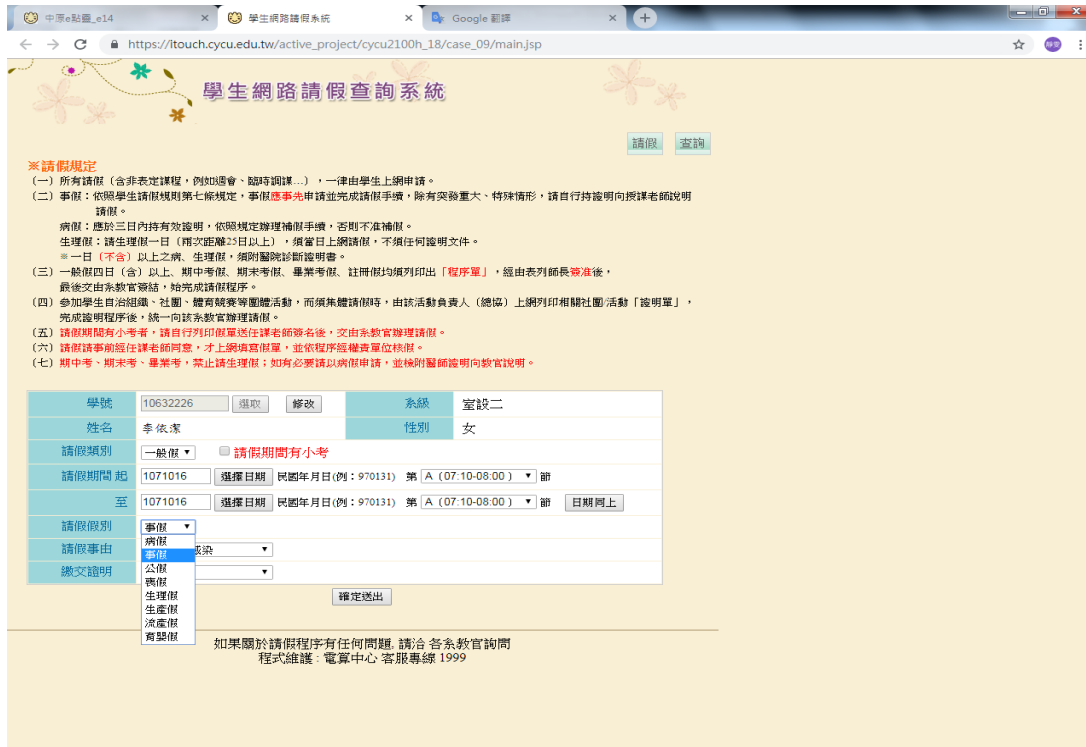 中原e點靈_e14
學生網路請假系統
Google 翻譯
https://itouch.cycu.edu.tw/active_project/cycu2100h_18/case_09/main.jsp
學生網路請假查詢系統
請假 查詢
※請假規定
(一) 所有請假（含非表定課程，例如週會、臨時調課...），一律由學生上網申請。
(二) 事假：依照學生請假規則第七條規定，事假應事先申請並完成請假手續，除有突發重大、特殊情形，請自行持證明向授課老師說明
請假。
病假：應於三日內持有效證明，依照規定辦理補假手續，否則不准補假。
生理假：請生理假一日（兩次距離25日以上），須當日上網請假，不須任何證明文件。
※一日（不含）以上之病、生理假，須附醫院診斷證明書。
(三) 一般假四日（含）以上、期中考假、期末考假、畢業考假、註冊假均須列印出「程序單」，經由表列師長簽准後，
最後交由系教官簽結，始完成請假程序。
(四) 參加學生自治組織、社團、體育競賽等團體活動，而須集體請假時，由該活動負責人（總協）上網列印相關社團/活動「證明單」，
完成證明程序後，統一向該系教官辦理請假。
(五) 請假期間有小考者，請自行列印假單送任課老師簽名後，交由系教官辦理請假。
(六) 請假請事前經任課老師同意，才上網填寫假單，並依程序經權責單位核假。
(七) 期中考、期末考、畢業考，禁止請生理假；如有必要請以病假申請，並檢附醫師證明向教官說明。
學號 10632226 選取 修改 系級 室設二
姓名 李依潔 性別 女
請假類別 一般假 請假期間有小考
請假期間 起 1071016 選擇日期 民國年月日(例：970131) 第 A (07:10-08:00) 節
至 1071016 選擇日期 民國年月日(例：970131) 第 A (07:10-08:00) 節 日期同上
請假假別 事假
病假
請假事由 事假 感染
公假
繳交證明
喪假
生理假
生產假
流產假
育嬰假
確定送出
如果關於請假程序有任何問題, 請洽 各系教官詢問
程式維護 : 電算中心 客服專線 1999